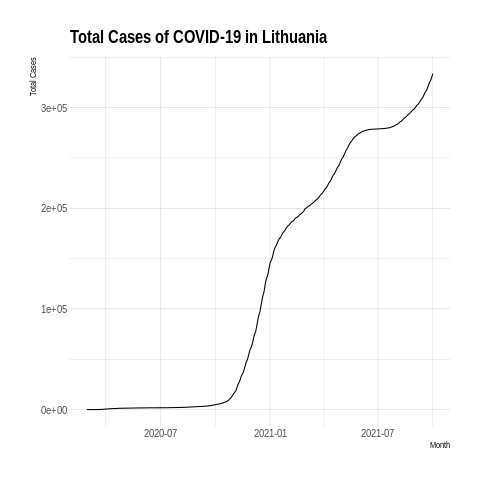 Total Cases of COVID-19 in Lithuania
Total Cases
3e+05
2e+05
1e+05
0e+00
2020-07 2021-01 2021-07
Month